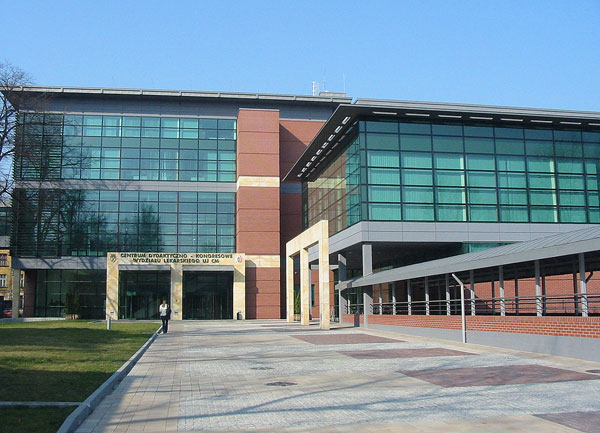 CENTRUM DYDAKTYCZNO - KONGRESOWE
WYDZIAŁU LEKARSKIEGO UJ CM